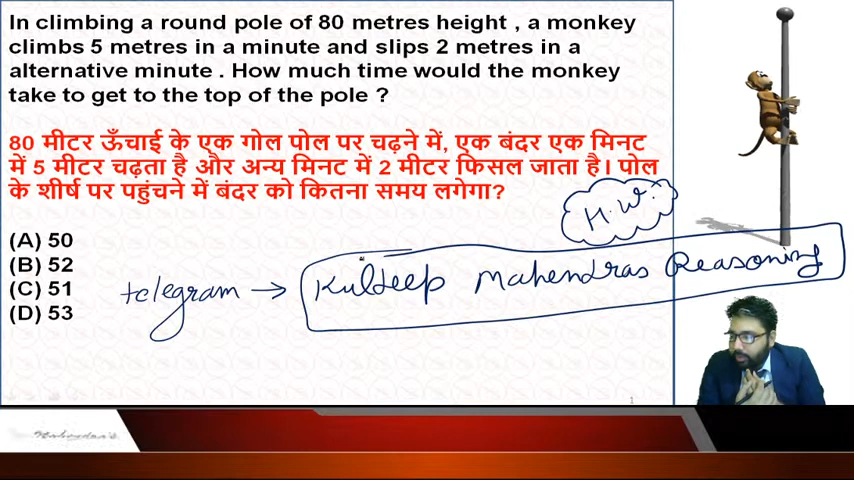 In climbing a round pole of 80 metres height , a monkey
climbs 5 metres in a minute and slips 2 metres in a
alternative minute . How much time would the monkey
take to get to the top of the pole ?
80 मीटर ऊँचाई के एक गोल पोल पर चढ़ने में, एक बंदर एक मिनट
में 5 मीटर चढ़ता है और अन्य मिनट में 2 मीटर फिसल जाता है। पोल
के शीर्ष पर पहुंचने में बंदर को कितना समय लगेगा?
H.W.
(A) 50
(B) 52
(C) 51
(D) 53
telegram → Kuldeep Mahendras Reasoning
1